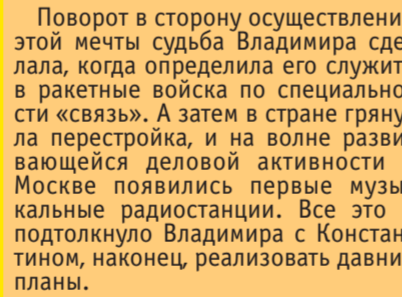 Поворот в сторону осуществлени
этой мечты судьба Владимира сде
лала, когда определила его служит
в ракетные войска по специально
сти «связь». А затем в стране гряну
ла перестройка, и на волне разви
вающейся деловой активности
Москве появились первые музы
кальные радиостанции. Все это
подтолкнуло Владимира с Констан
тином, наконец, реализовать давни
планы.